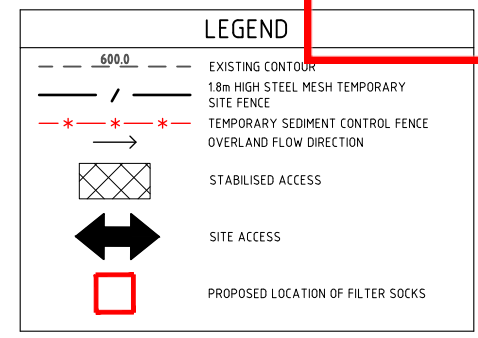 LEGEND
600.0 EXISTING CONTOUR
1.8m HIGH STEEL MESH TEMPORARY
SITE FENCE
TEMPORARY SEDIMENT CONTROL FENCE
OVERLAND FLOW DIRECTION
STABILISED ACCESS
SITE ACCESS
PROPOSED LOCATION OF FILTER SOCKS